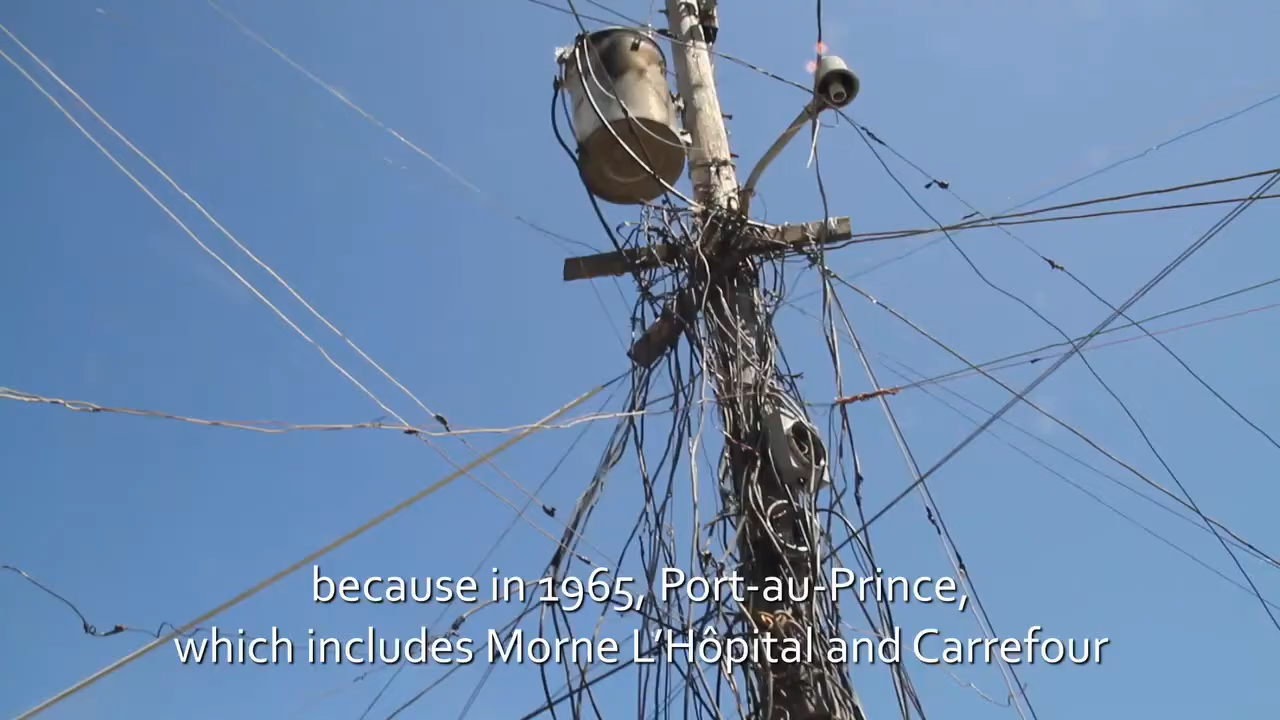 because in 1965, Port-au-Prince,
which includes Morne L’Hôpital and Carrefour